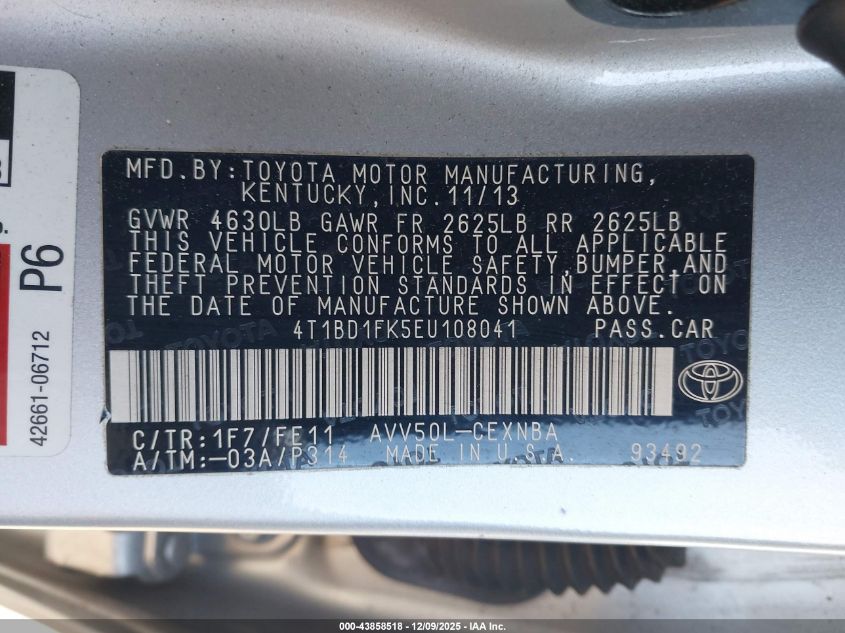 MFD.BY:TOYOTA MOTOR MANUFACTURING,
KENTUCKY,INC.11/13
GVWR 4630LB GAWR FR 2625LB RR 2625LB
THIS VEHICLE CONFORMS TO ALL APPLICABLE
FEDERAL MOTOR VEHICLE SAFETY,BUMPER,AND
THEFT PREVENTION STANDARDS IN EFFECT ON
THE DATE OF MANUFACTURE SHOWN ABOVE.
4T1BD1FK5EU108041 PASS.CAR
C/TR:1F7/FE11 AVV50L-CEXNBA
A/TM:-03A/P314 MADE IN U.S.A. 93492
P6
42661-06712
000-43858518 - 12/09/2025 - IAA Inc.